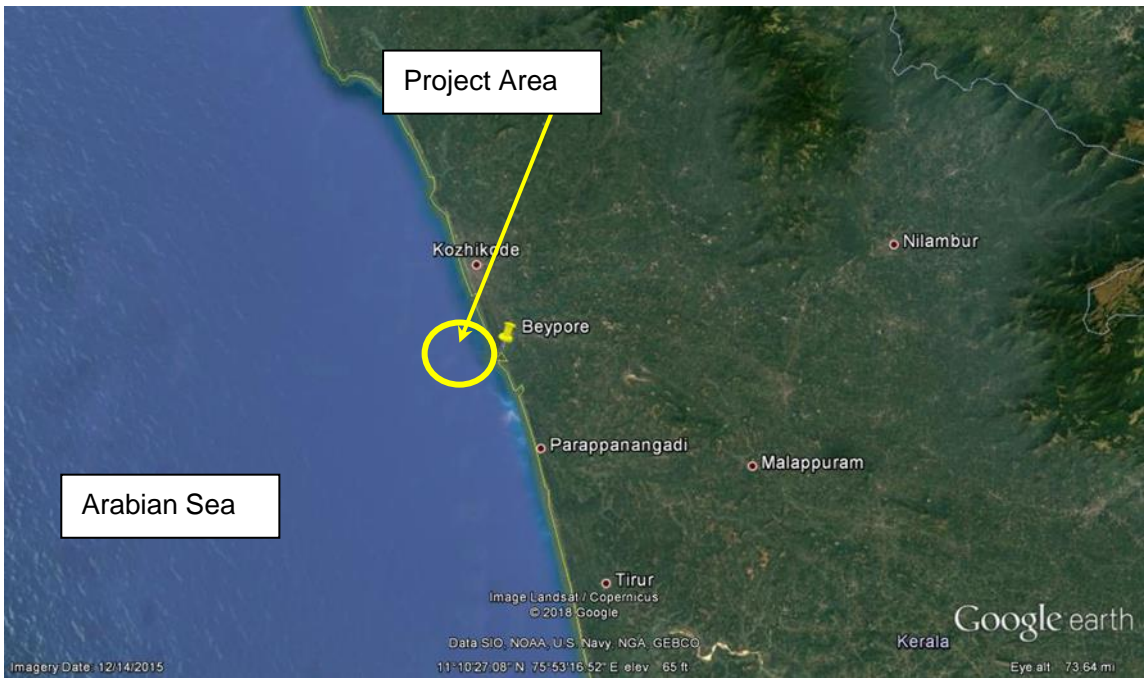 Project Area
Kozhikode
Nilambur
Beypore
Parappanangadi
Malappuram
Arabian Sea
Tirur
Image Landsat / Copernicus
© 2018 Google
Google earth
Data SIO, NOAA, U.S. Navy, NGA, GEBCO
Kerala
Imagery Date: 12/14/2015
11°10'27.08" N 75°53'16.52" E elev 65 ft
Eye alt 73.64 mi